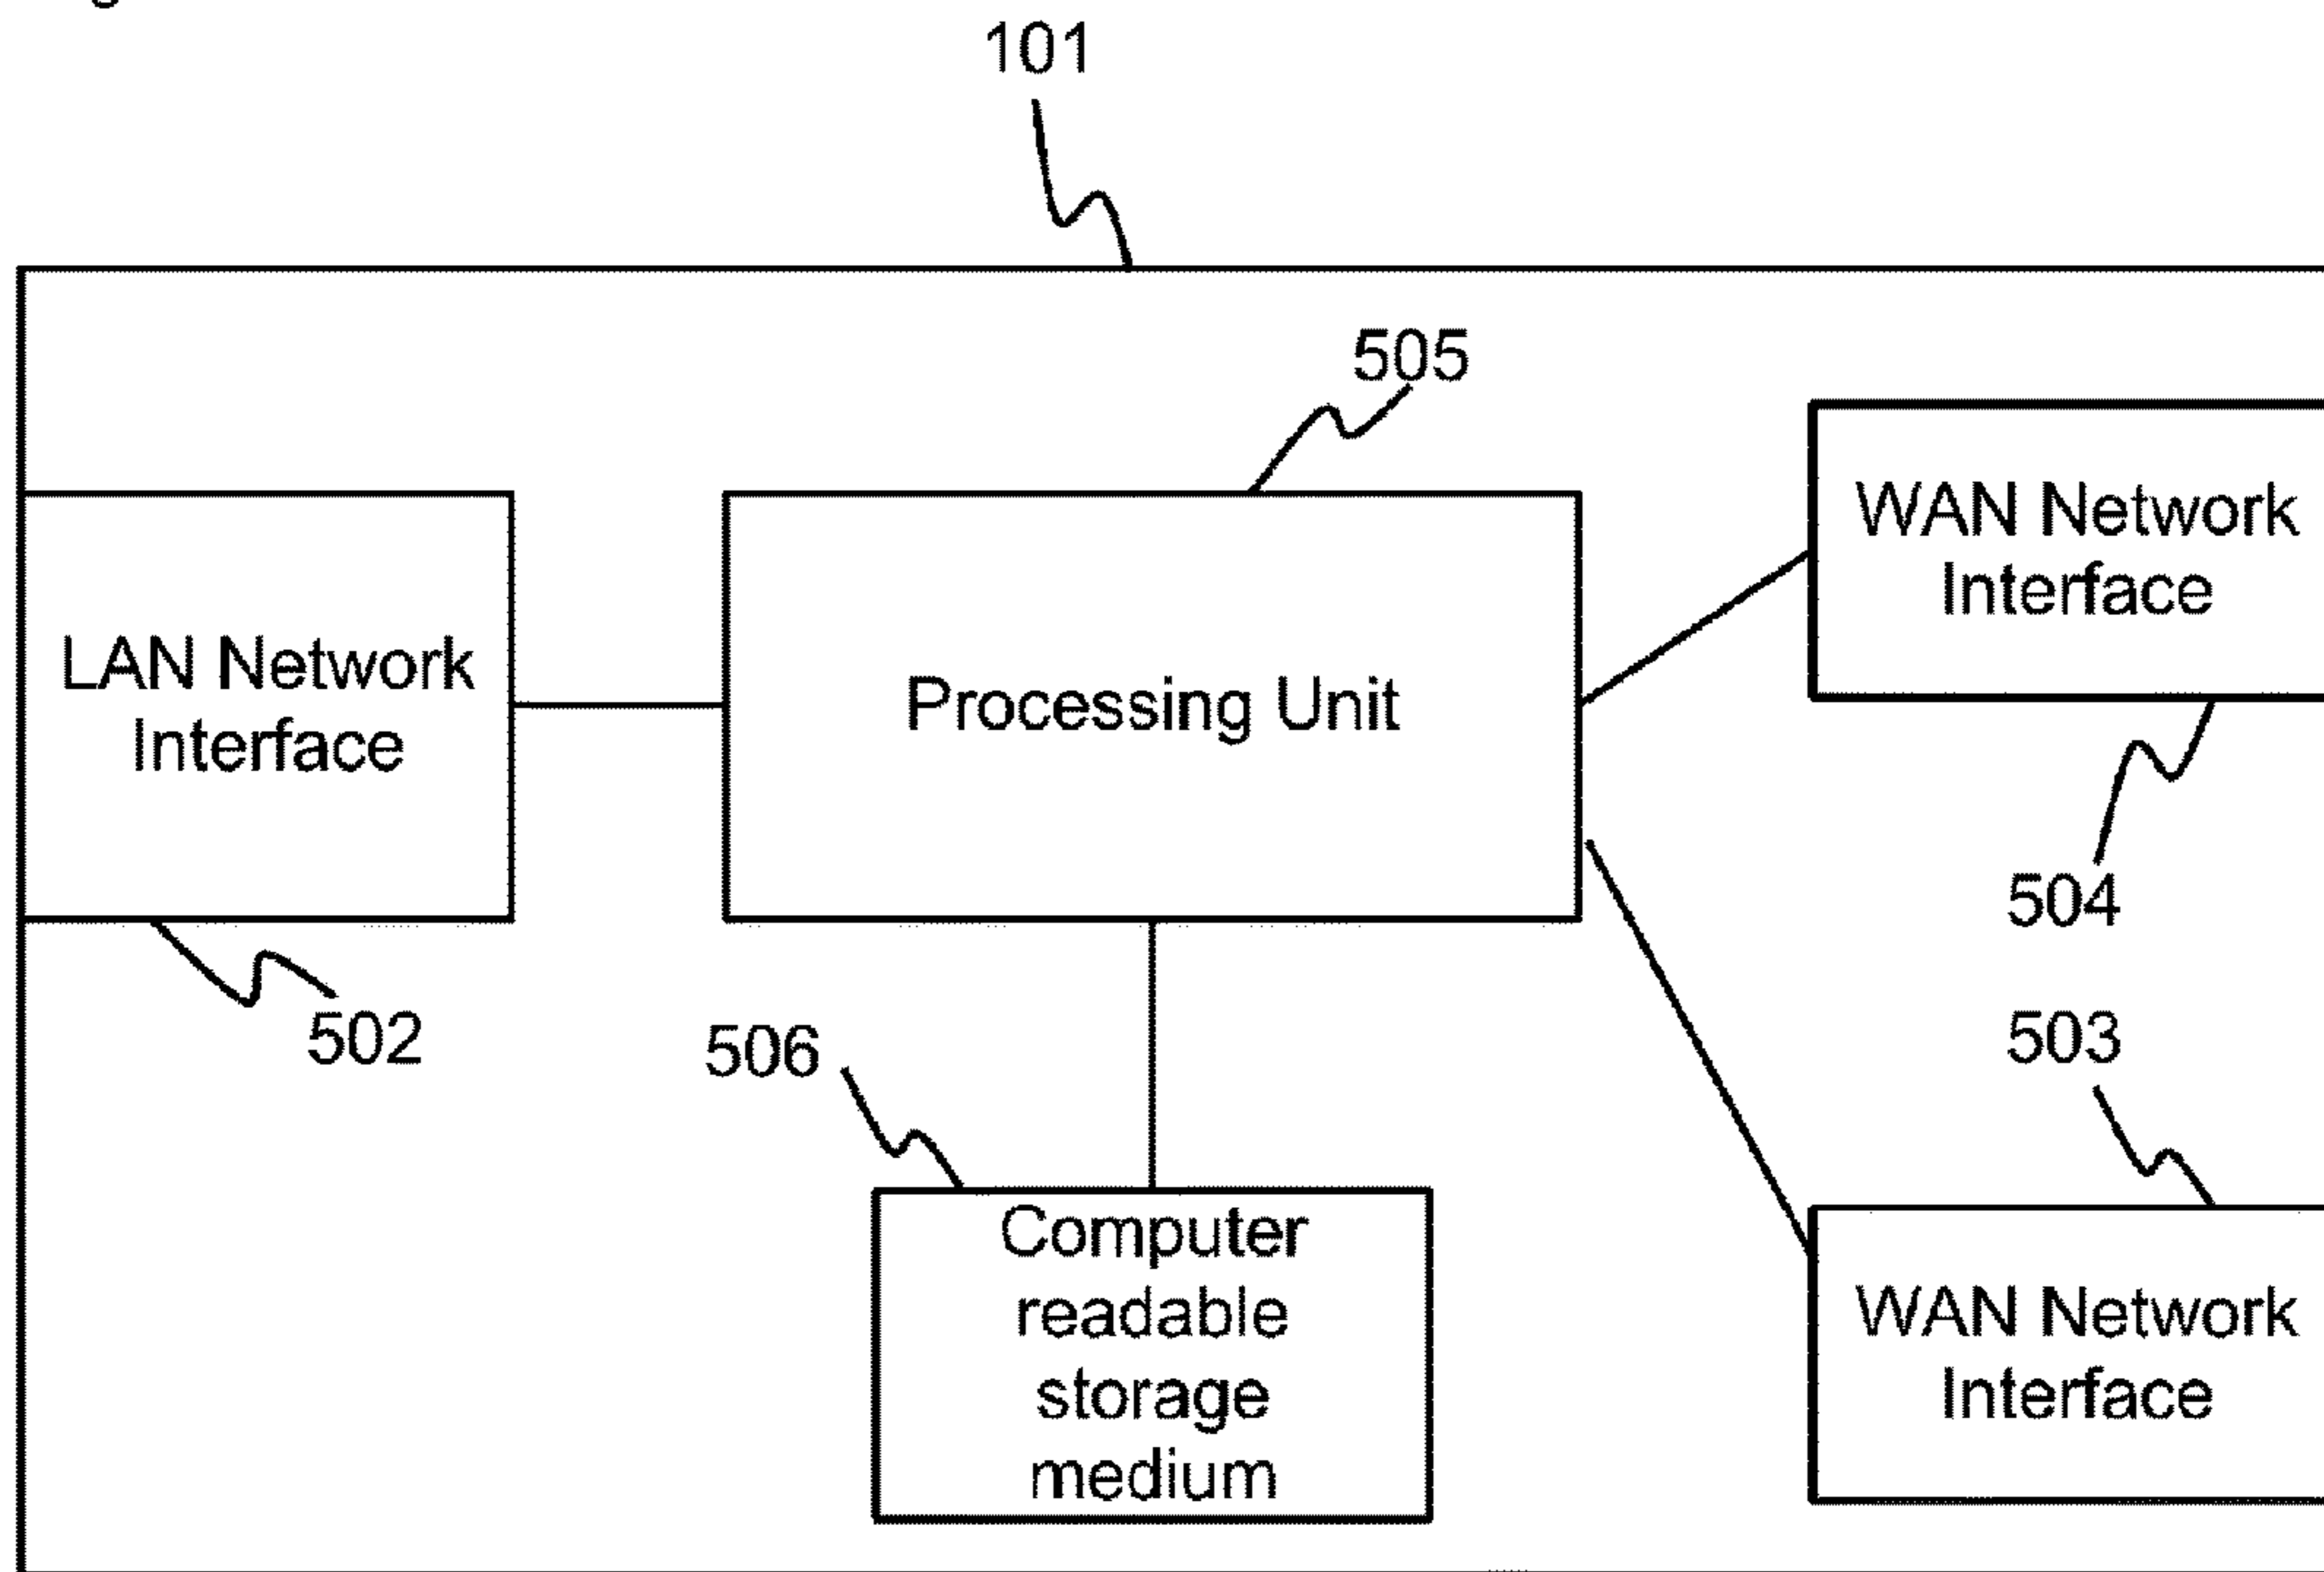 101
505
WAN Network
Interface
LAN Network
Interface
Processing Unit
504
502
506
503
Computer
readable
storage
medium
WAN Network
Interface